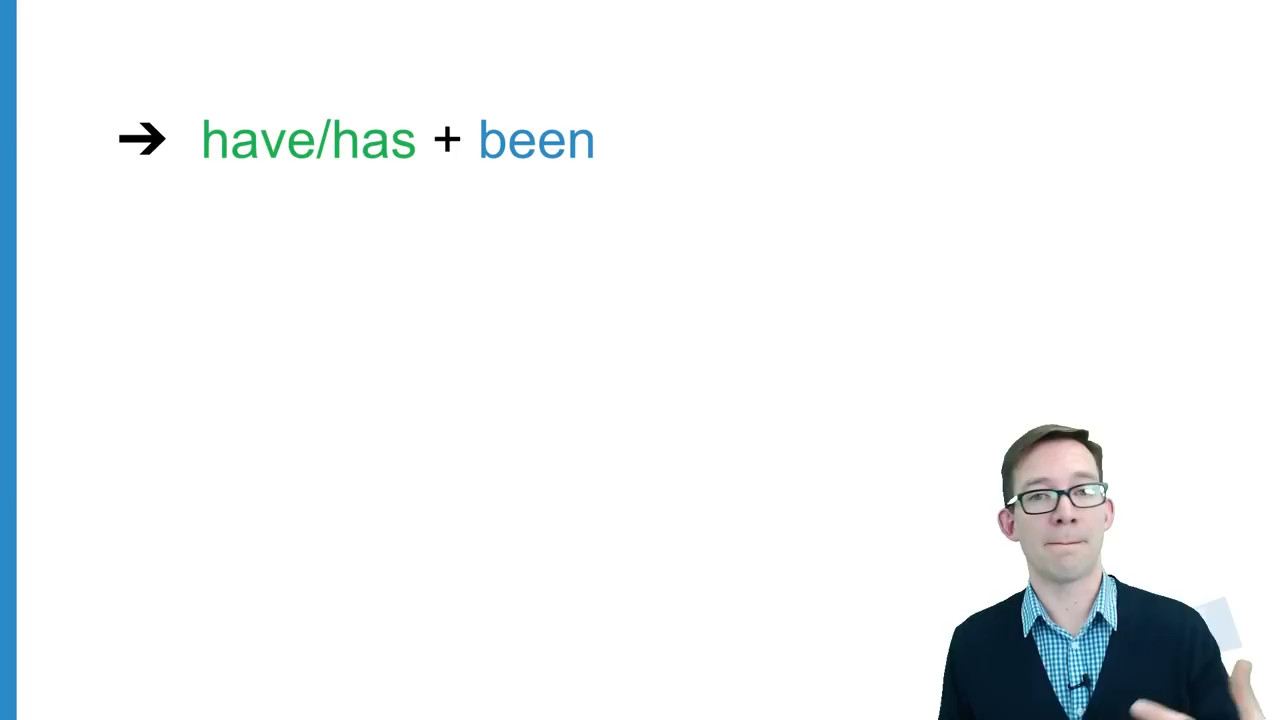 ➔ have/has + been